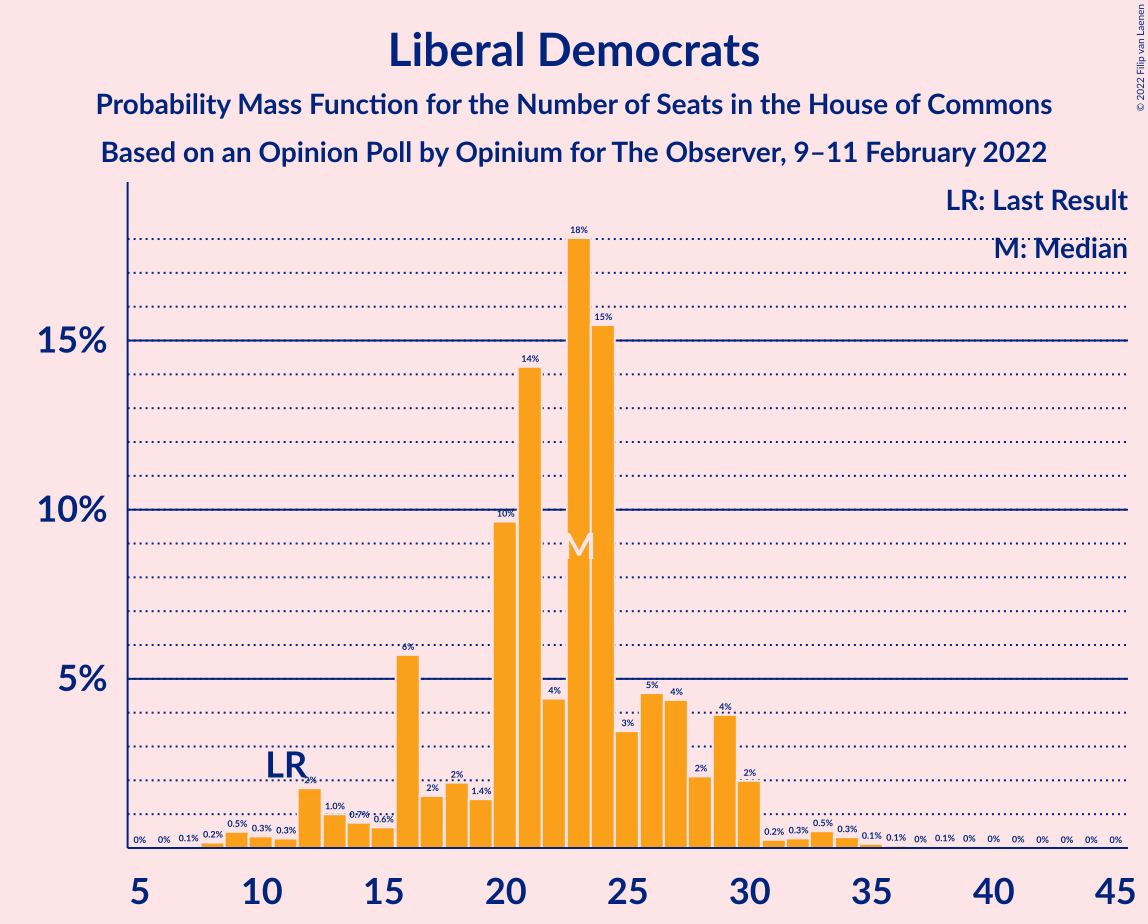 Liberal Democrats
Probability Mass Function for the Number of Seats in the House of Commons
Based on an Opinion Poll by Opinium for The Observer, 9–11 February 2022
© 2022 Filip van Laenen
LR: Last Result
M: Median
18%
15%
15%
14%
10%
10%
M
6%
5%
5%
4%
4%
4%
3%
LR
2%
2%
2%
2%
2%
1.4%
1.0%
0.7%
0.6%
0% 0% 0.1% 0.2% 0.5% 0.3% 0.3%
0.2% 0.3% 0.5% 0.3% 0.1% 0.1% 0% 0.1% 0% 0% 0% 0% 0% 0% 0%
5 10 15 20 25 30 35 40 45